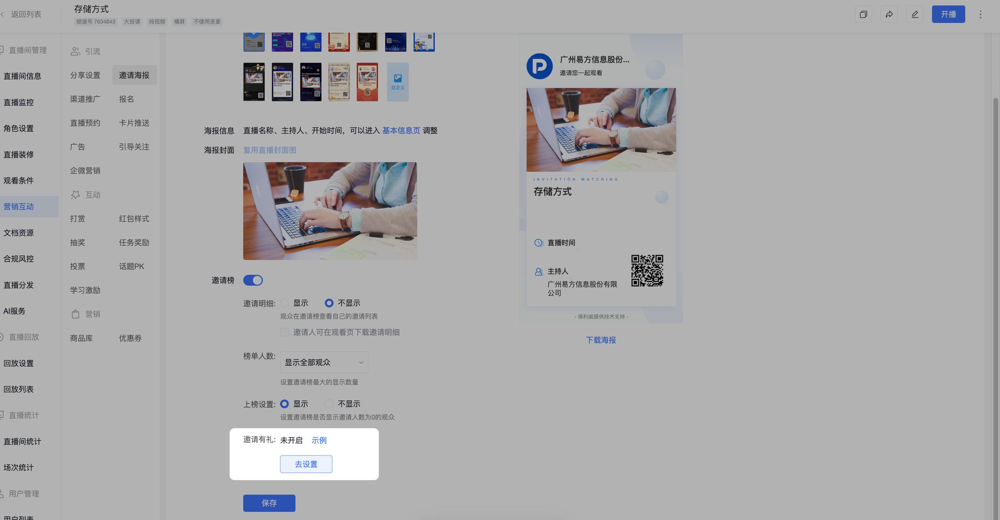 返回列表
存储方式
频道号 7634843
大班课
纯视频
横屏
不使用连麦
开播
直播间管理
直播间信息
直播监控
角色设置
直播装修
观看条件
营销互动
文档资源
合规风控
直播分发
AI服务
直播回放
回放设置
回放列表
直播统计
直播间统计
场次统计
用户管理
用户列表
引流
分享设置
邀请海报
渠道推广
报名
直播预约
卡片推送
广告
引导关注
企微营销
互动
打赏
红包样式
抽奖
任务奖励
投票
话题PK
学习激励
营销
商品库
优惠券
自定义
海报信息
直播名称、主持人、开始时间，可以进入 基本信息页 调整
海报封面
复用直播封面图
邀请榜
邀请明细:
显示
不显示
观众在邀请榜查看自己的邀请列表
邀请人可在观看页下载邀请明细
榜单人数:
显示全部观众
设置邀请榜最大的显示数量
上榜设置:
显示
不显示
设置邀请榜是否显示邀请人数为0的观众
邀请有礼:
未开启
示例
去设置
保存
广州易方信息股份...
邀请您一起观看
INVITATION WATCHING
存储方式
直播时间
主持人
广州易方信息股份有限
公司
- 保利威提供技术支持 -
下载海报